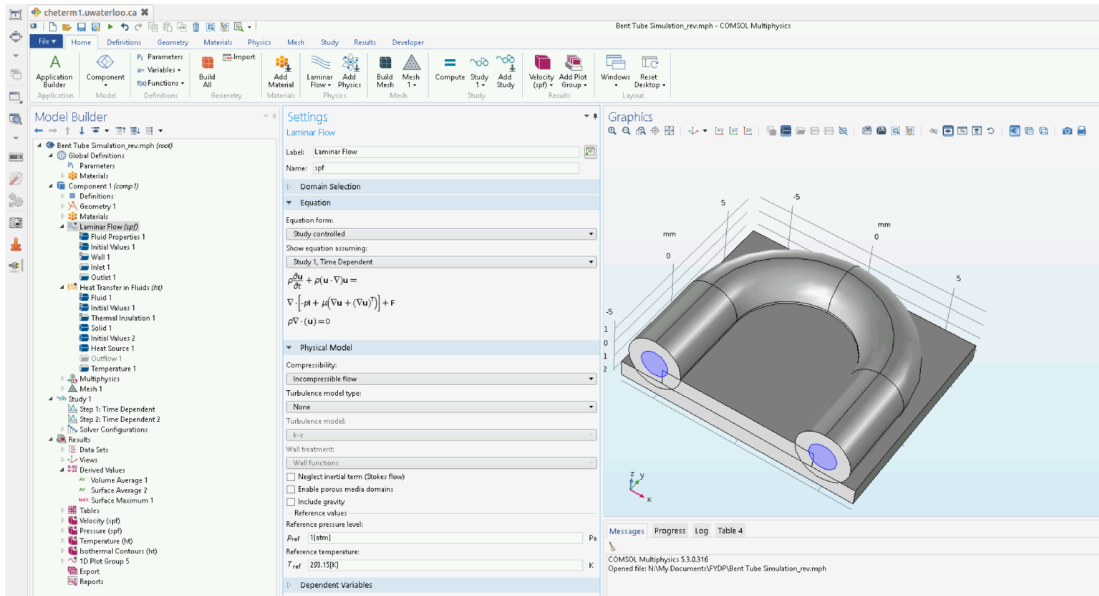 cheterm1.uwaterloo.ca
Bent Tube Simulation_rev.mph - COMSOL Multiphysics
File Home Definitions Geometry Materials Physics Mesh Study Results Developer
Application Builder
Component
Pi Parameters
a= Variables
f(x) Functions
Build All
Import
Add Material
Laminar Flow
Add Physics
Build Mesh
Mesh 1
Compute
Study 1
Add Study
Velocity (spf)
Add Plot Group
Windows
Reset Desktop
Application Model Definitions Geometry Materials Physics Mesh Study Results Layout
Model Builder
Bent Tube Simulation_rev.mph (root)
Global Definitions
Pi Parameters
Materials
Component 1 (comp1)
Definitions
Geometry 1
Materials
Laminar Flow (spf)
Fluid Properties 1
Initial Values 1
Wall 1
Inlet 1
Outlet 1
Heat Transfer in Fluids (ht)
Fluid 1
Initial Values 1
Thermal Insulation 1
Solid 1
Initial Values 2
Heat Source 1
Outflow 1
Temperature 1
Multiphysics
Mesh 1
Study 1
Step 1: Time Dependent
Step 2: Time Dependent 2
Solver Configurations
Results
Data Sets
Views
Derived Values
Volume Average 1
Surface Average 2
MAX Surface Maximum 1
Tables
Velocity (spf)
Pressure (spf)
Temperature (ht)
Isothermal Contours (ht)
1D Plot Group 5
Export
Reports
Settings
Laminar Flow
Label: Laminar Flow
Name: spf
Domain Selection
Equation
Equation form:
Study controlled
Show equation assuming:
Study 1, Time Dependent
ρ∂u/∂t + ρ(u · ∇)u =
∇ · [-pI + μ(∇u + (∇u)ᵀ)] + F
ρ∇ · (u) = 0
Physical Model
Compressibility:
Incompressible flow
Turbulence model type:
None
Turbulence model:
k-ε
Wall treatment:
Wall functions
Neglect inertial term (Stokes flow)
Enable porous media domains
Include gravity
Reference values
Reference pressure level:
pref 1[atm] Pa
Reference temperature:
Tref 293.15[K] K
Dependent Variables
Graphics
5
-5
mm
mm
0
0
5
-5
1
0
1
2
z y
x
Messages Progress Log Table 4
COMSOL Multiphysics 5.3.0.316
Opened file: N:\My Documents\FYDP\Bent Tube Simulation_rev.mph